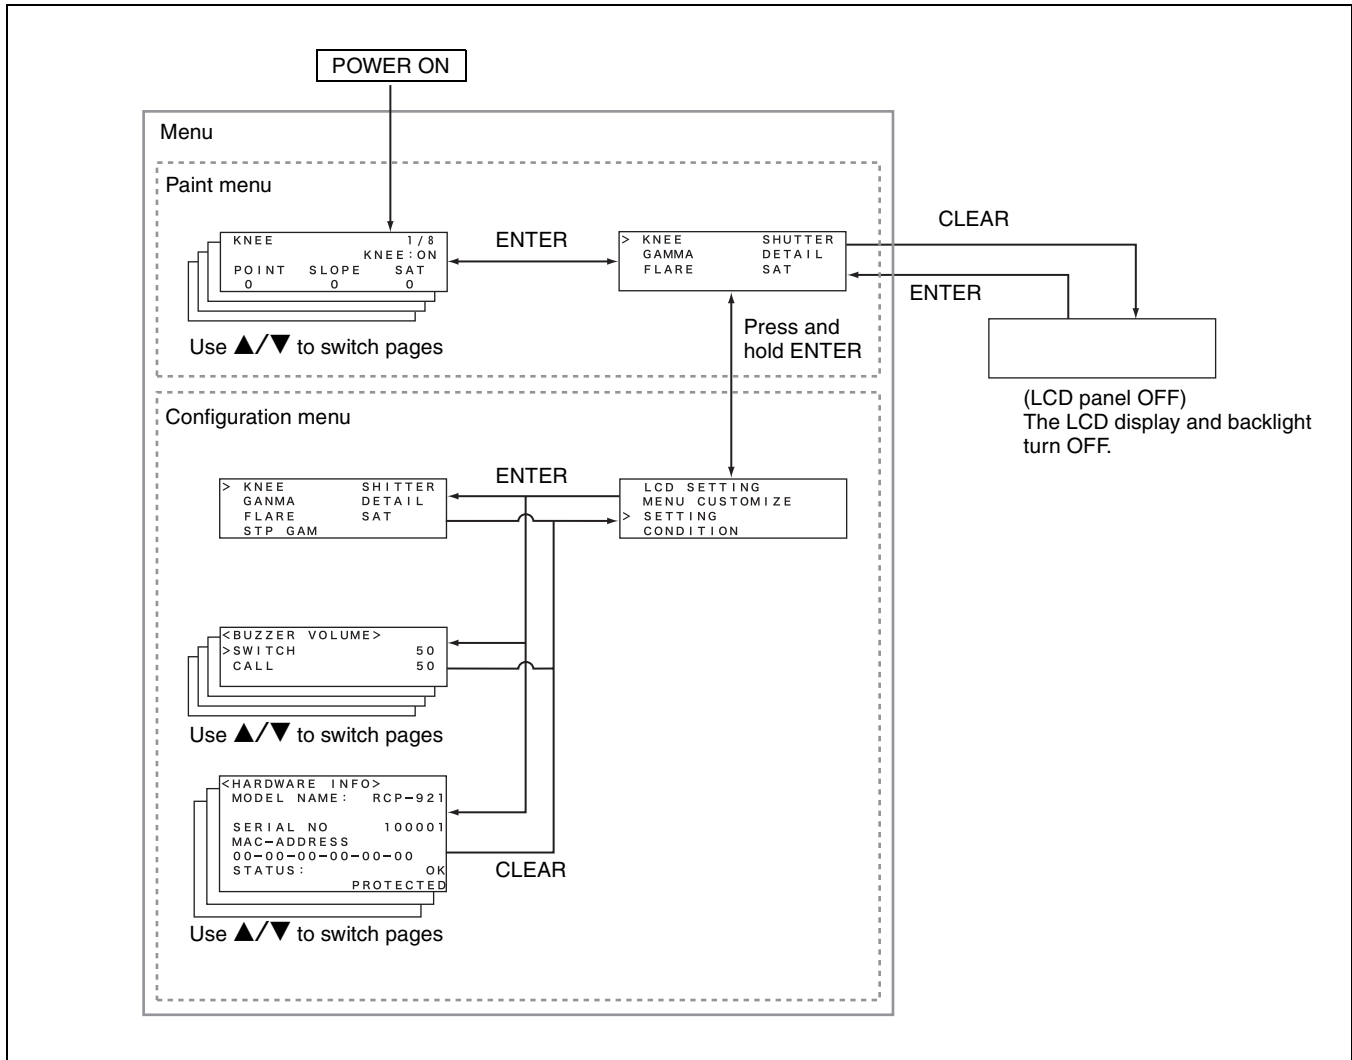 POWER ON
Menu
Paint menu
KNEE 1/8
KNEE:ON
POINT SLOPE SAT
0 0 0
Use ▲/▼ to switch pages
ENTER
> KNEE SHUTTER
GAMMA DETAIL
FLARE SAT
CLEAR
ENTER
Press and
hold ENTER
(LCD panel OFF)
The LCD display and backlight
turn OFF.
Configuration menu
> KNEE SHITTER
GANMA DETAIL
FLARE SAT
STP GAM
ENTER
LCD SETTING
MENU CUSTOMIZE
> SETTING
CONDITION
<BUZZER VOLUME>
>SWITCH 50
CALL 50
Use ▲/▼ to switch pages
<HARDWARE INFO>
MODEL NAME: RCP-921
SERIAL NO 100001
MAC-ADDRESS
00-00-00-00-00-00
STATUS: OK
PROTECTED
CLEAR
Use ▲/▼ to switch pages